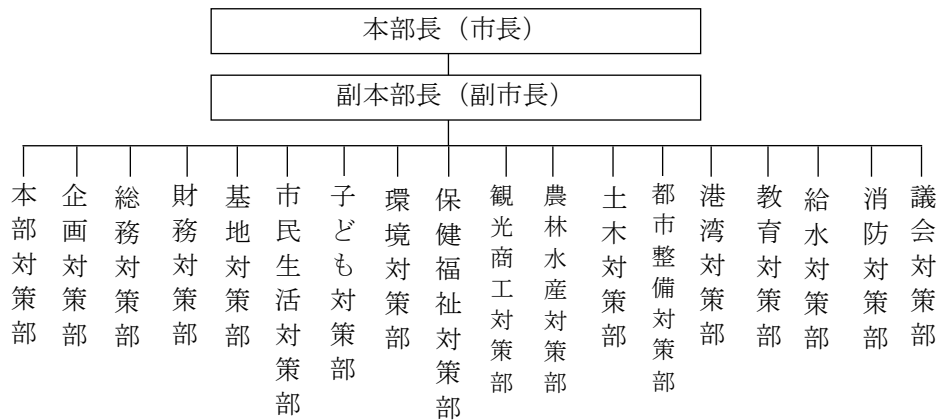 本部長（市長）
副本部長（副市長）
本部対策部
企画対策部
総務対策部
財務対策部
基地対策部
市民生活対策部
子ども対策部
環境対策部
保健福祉対策部
観光商工対策部
農林水産対策部
土木対策部
都市整備対策部
港湾対策部
教育対策部
給水対策部
消防対策部
議会対策部